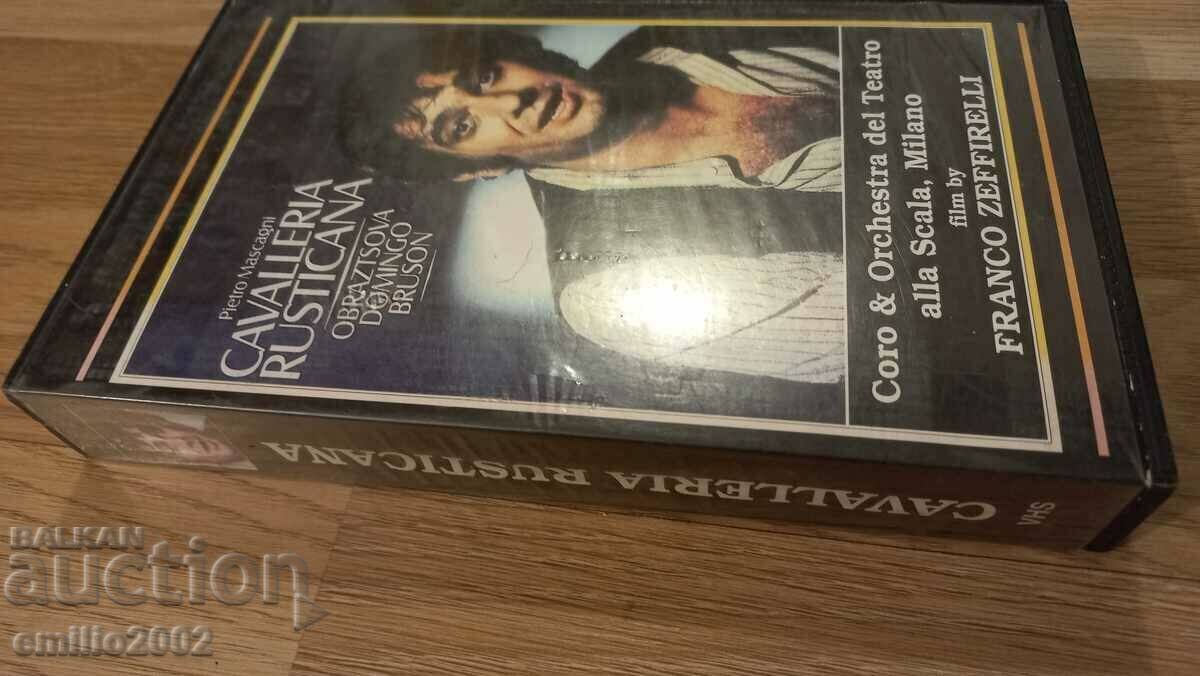 Pietro Mascagni
CAVALLERIA
RUSTICANA
OBRAZTSOVA
DOMINGO
BRUSON
Coro & Orchestra del Teatro
alla Scala, Milano
film by
FRANCO ZEFFIRELLI
CAVALLERIA RUSTICANA
VHS
BALKAN
auction
emilio2002